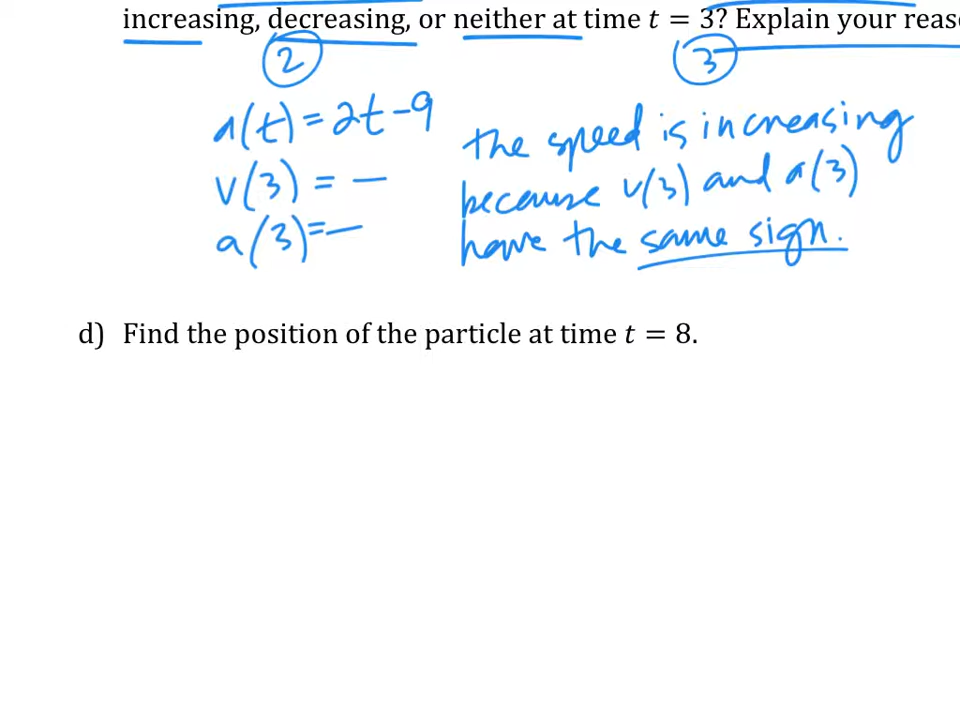 increasing, decreasing, or neither at time t = 3? Explain your
② ③
a(t) = 2t - 9
v(3) = —
a(3) = —
the speed is increasing
because v(3) and a(3)
have the same sign.
d) Find the position of the particle at time t = 8.